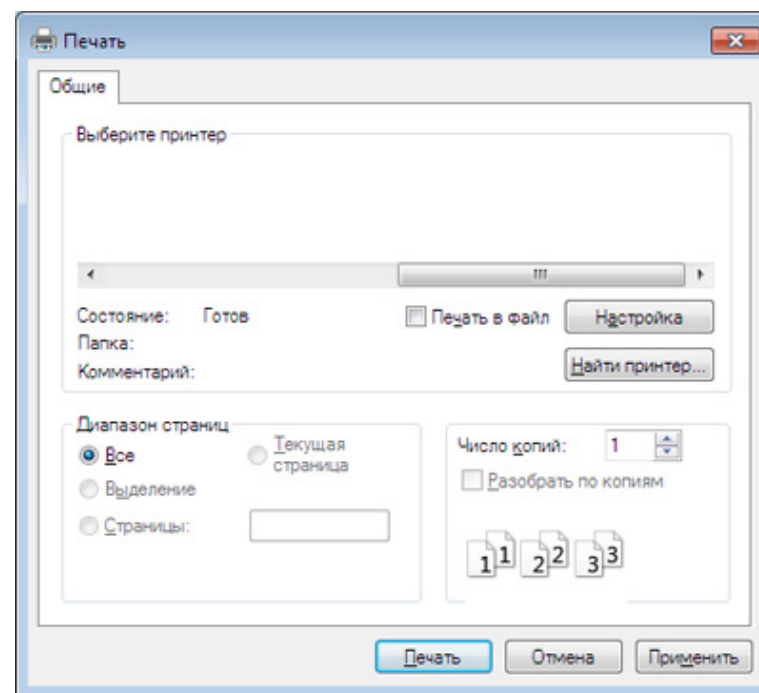 Печать
Общие
Выберите принтер
Состояние: Готов
Печать в файл
Настройка
Папка:
Комментарий:
Найти принтер...
Диапазон страниц
Все
Текущая страница
Выделение
Страницы:
Число копий: 1
Разобрать по копиям
1 1 2 2 3 3
Печать Отмена Применить